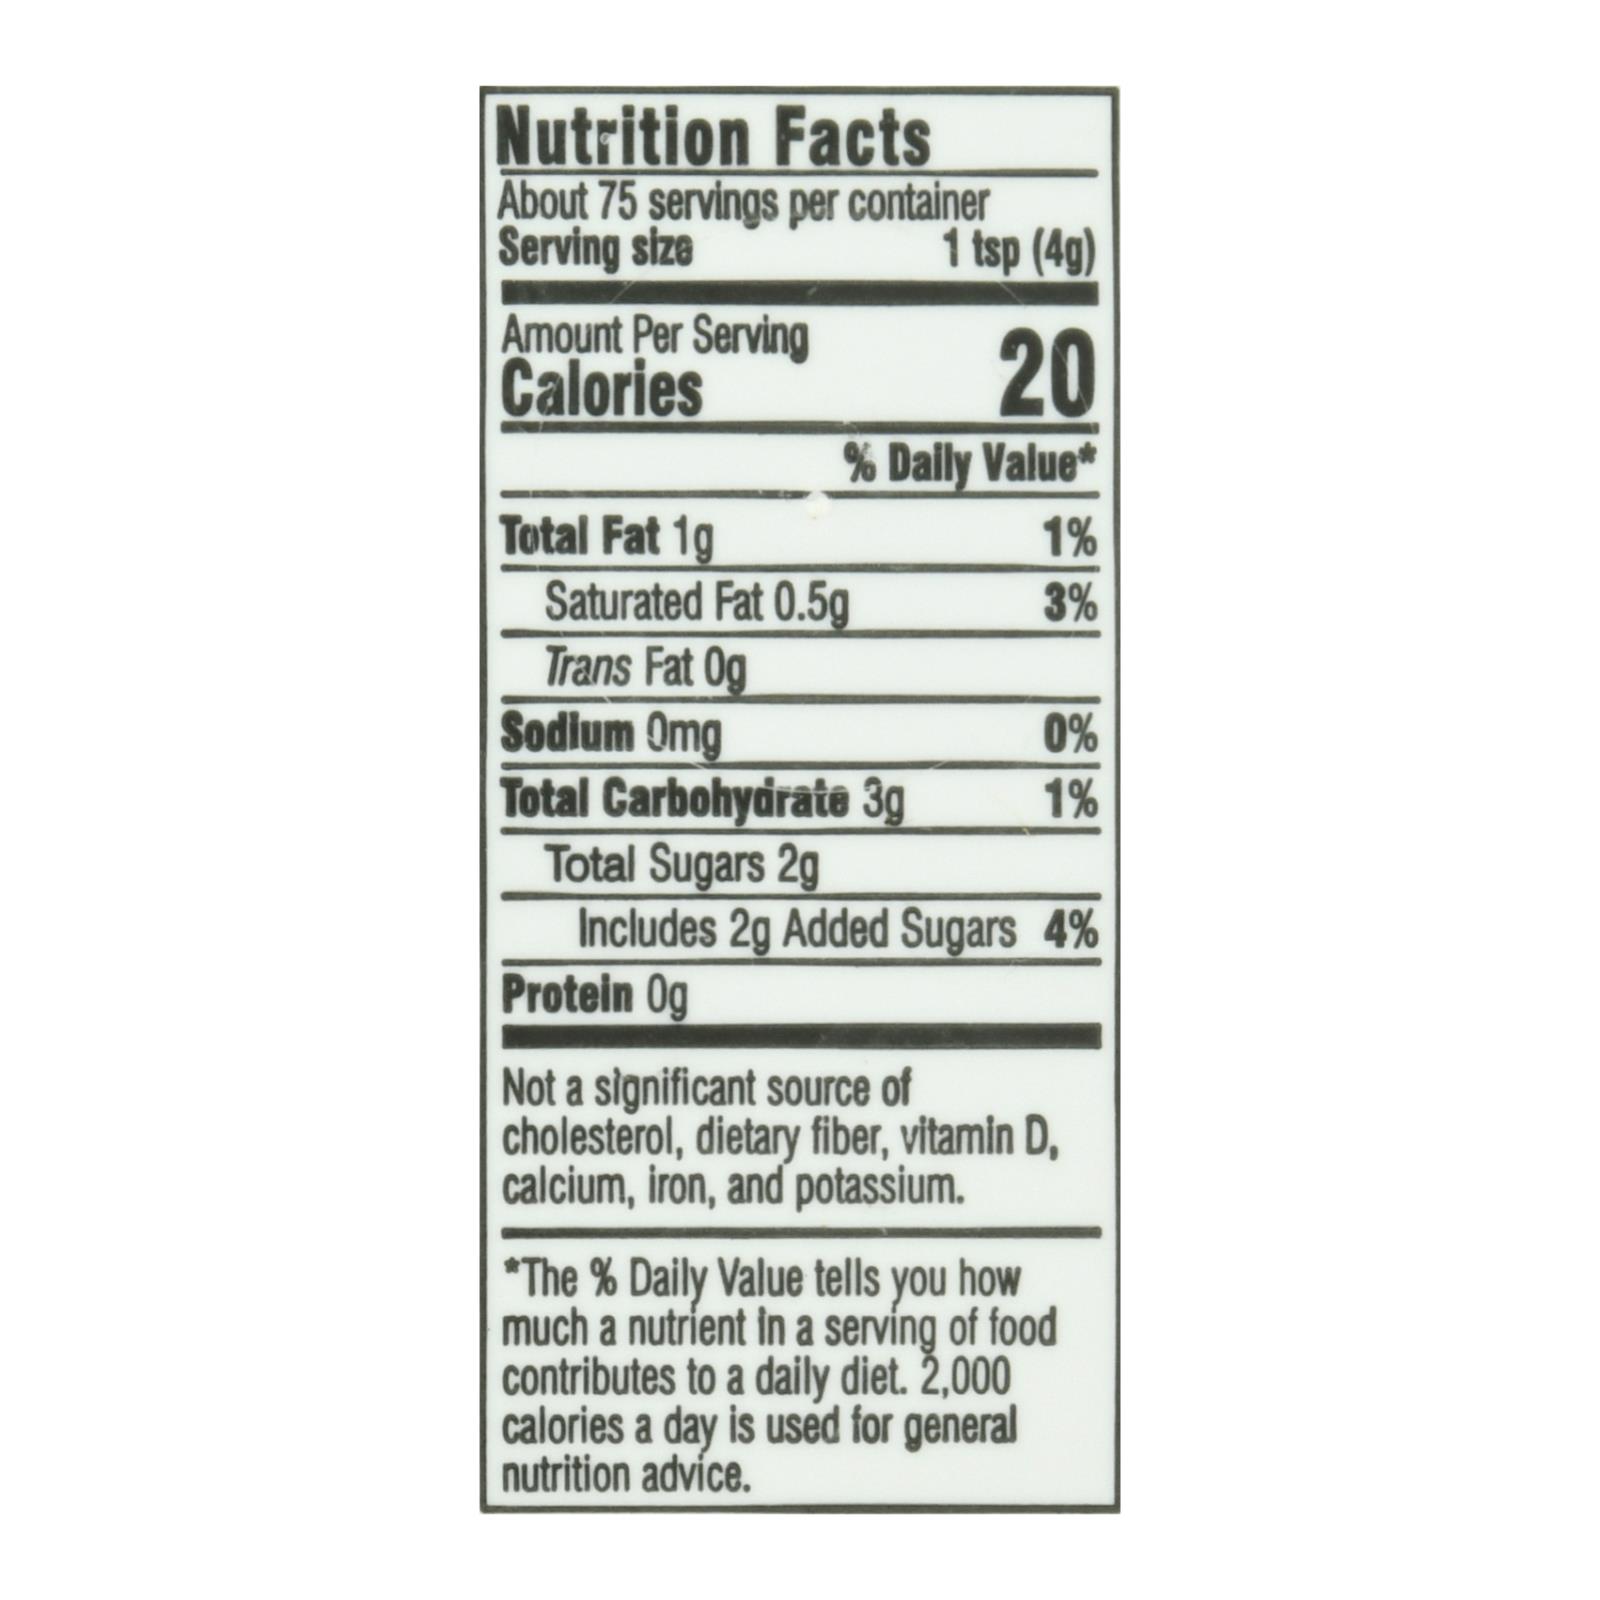 Nutrition Facts
About 75 servings per container
Serving size 1 tsp (4g)
Amount Per Serving
Calories 20
% Daily Value*
Total Fat 1g 1%
Saturated Fat 0.5g 3%
Trans Fat 0g
Sodium 0mg 0%
Total Carbohydrate 3g 1%
Total Sugars 2g
Includes 2g Added Sugars 4%
Protein 0g
Not a significant source of
cholesterol, dietary fiber, vitamin D,
calcium, iron, and potassium.
*The % Daily Value tells you how
much a nutrient in a serving of food
contributes to a daily diet. 2,000
calories a day is used for general
nutrition advice.